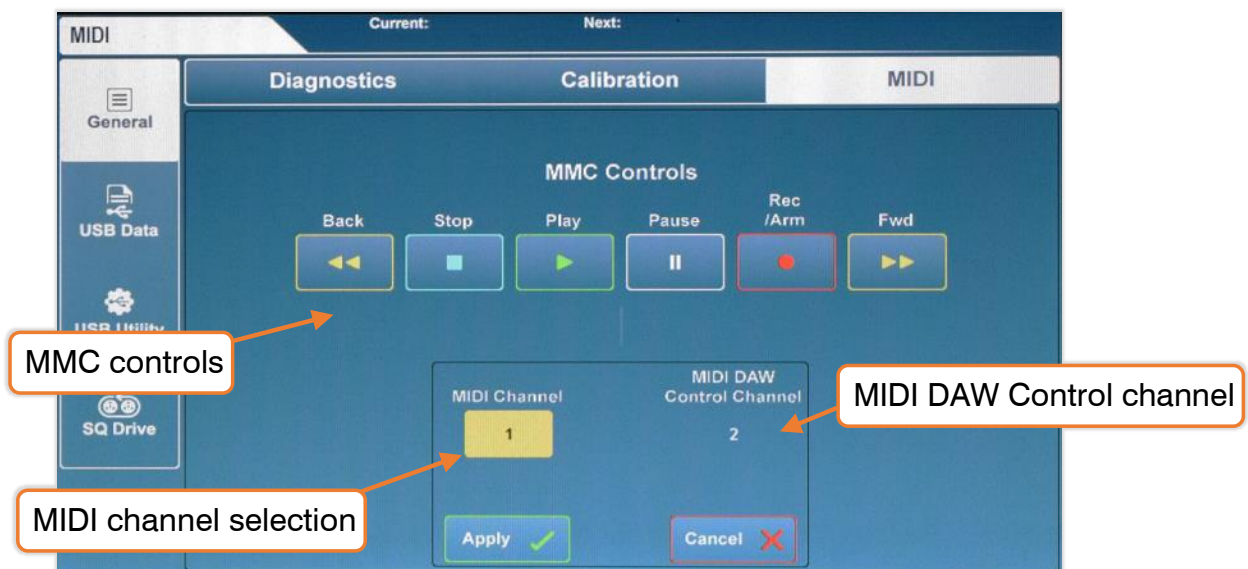 MIDI
Current:
Next:
General
USB Data
USB Utility
SQ Drive
Diagnostics
Calibration
MIDI
MMC Controls
Back
Stop
Play
Pause
Rec
/Arm
Fwd
MIDI Channel
1
MIDI DAW
Control Channel
2
Apply
Cancel
MMC controls
MIDI channel selection
MIDI DAW Control channel